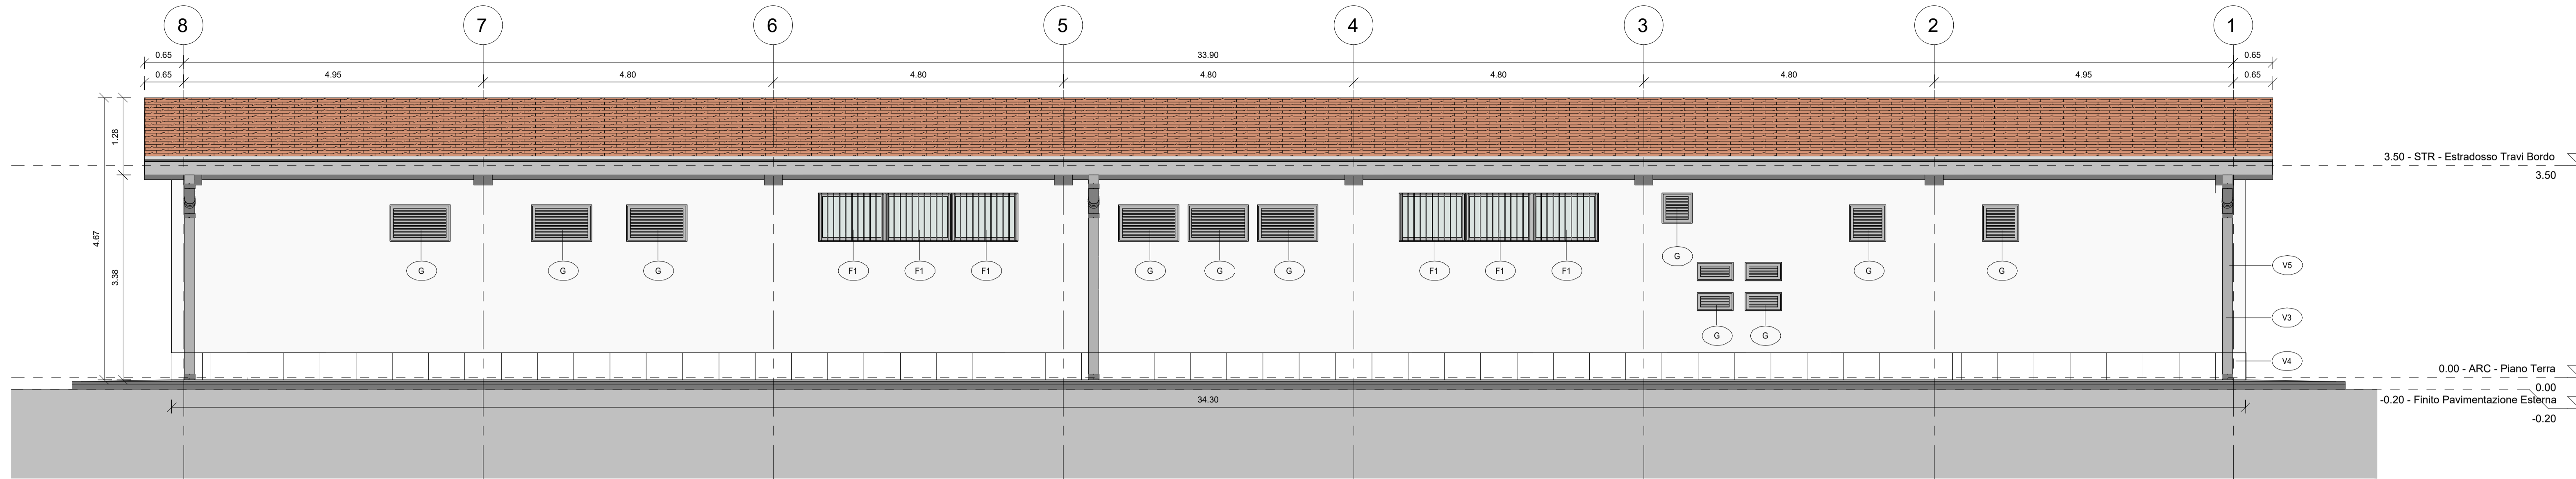 8 7 6 5 4 3 2 1
0.65 33.90 0.65
0.65 4.95 4.80 4.80 4.80 4.80 4.80 4.95 0.65
1.28
4.67
3.38
3.50 - STR - Estradosso Travi Bordo
3.50
G G G F1 F1 F1 G G G F1 F1 F1 G G G
G G
V5
V3
V4
0.00 - ARC - Piano Terra
0.00
-0.20 - Finito Pavimentazione Esterna
-0.20
34.30